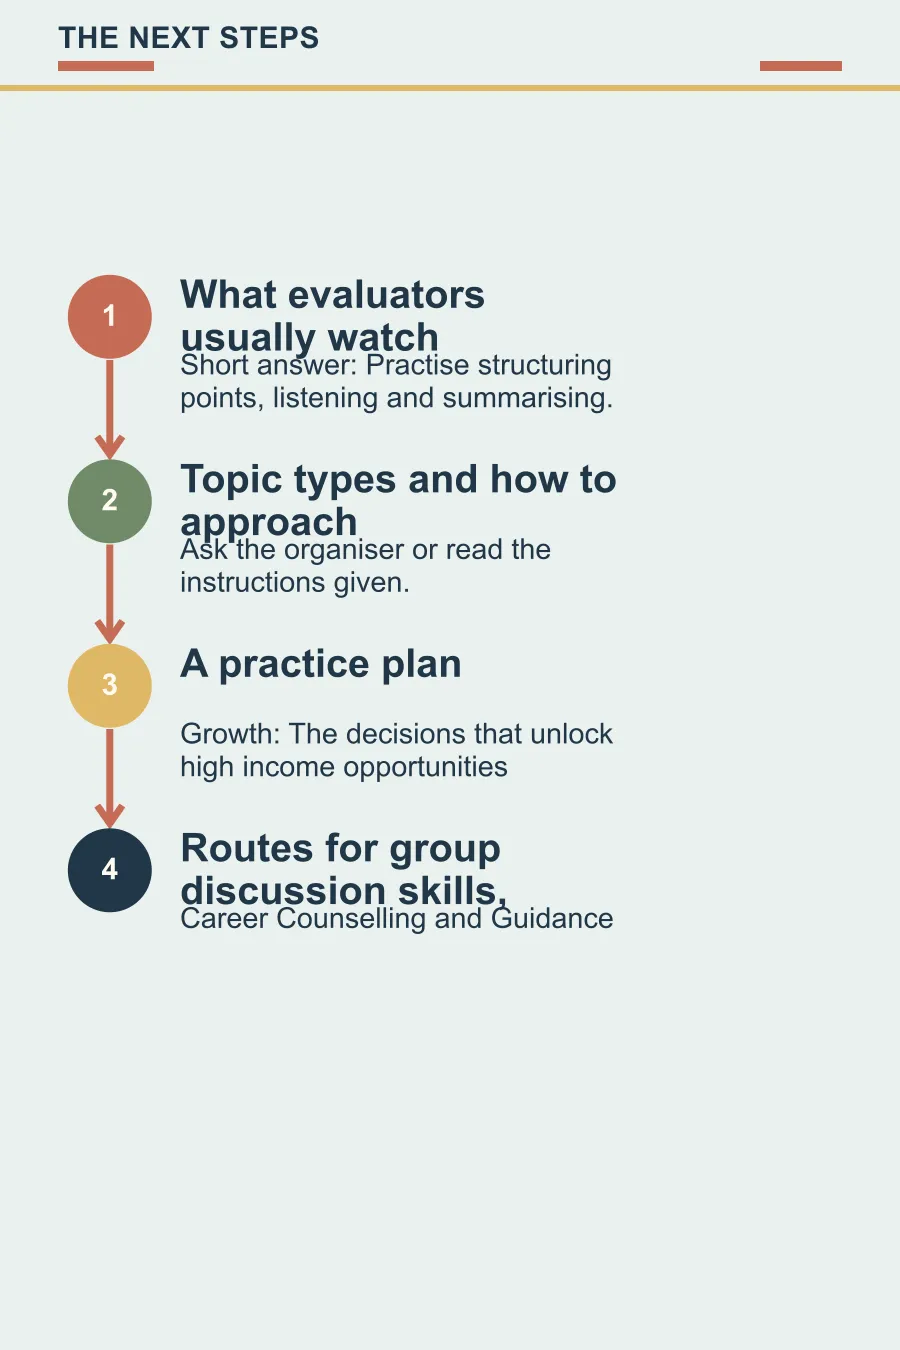 THE NEXT STEPS
1
What evaluators
usually watch
Short answer: Practise structuring
points, listening and summarising.
2
Topic types and how to
approach
Ask the organiser or read the
instructions given.
3
A practice plan
Growth: The decisions that unlock
high income opportunities
4
Routes for group
discussion skills,
Career Counselling and Guidance